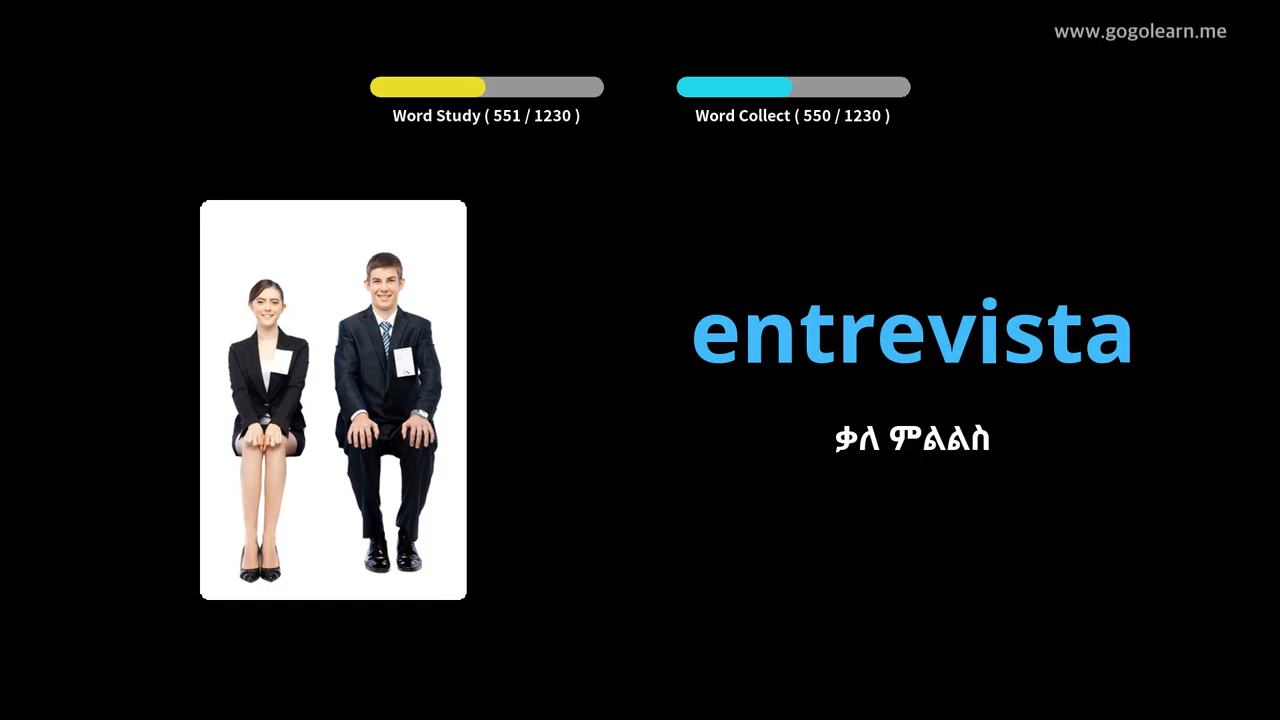 www.gogolearn.me
Word Study ( 551 / 1230 )
Word Collect ( 550 / 1230 )
entrevista
ቃለ ምልልስ